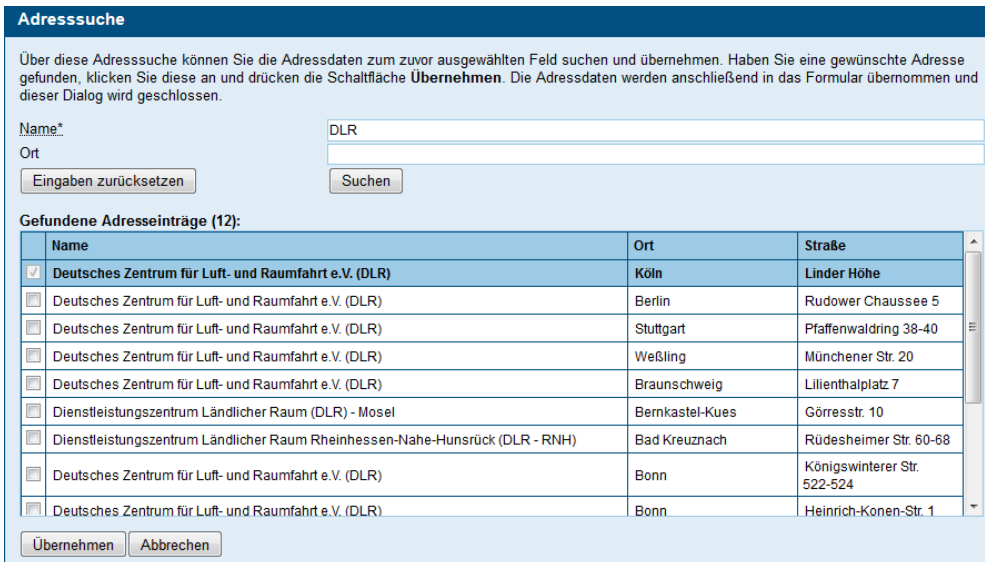 Adresssuche
Über diese Adresssuche können Sie die Adressdaten zum zuvor ausgewählten Feld suchen und übernehmen. Haben Sie eine gewünschte Adresse
gefunden, klicken Sie diese an und drücken die Schaltfläche Übernehmen. Die Adressdaten werden anschließend in das Formular übernommen und
dieser Dialog wird geschlossen.
Name* DLR
Ort
Eingaben zurücksetzen Suchen
Gefundene Adresseinträge (12):
Name Ort Straße
Deutsches Zentrum für Luft- und Raumfahrt e.V. (DLR) Köln Linder Höhe
Deutsches Zentrum für Luft- und Raumfahrt e.V. (DLR) Berlin Rudower Chaussee 5
Deutsches Zentrum für Luft- und Raumfahrt e.V. (DLR) Stuttgart Pfaffenwaldring 38-40
Deutsches Zentrum für Luft- und Raumfahrt e.V. (DLR) Weßling Münchener Str. 20
Deutsches Zentrum für Luft- und Raumfahrt e.V. (DLR) Braunschweig Lilienthalplatz 7
Dienstleistungszentrum Ländlicher Raum (DLR) - Mosel Bernkastel-Kues Görresstr. 10
Dienstleistungszentrum Ländlicher Raum Rheinhessen-Nahe-Hunsrück (DLR - RNH) Bad Kreuznach Rüdesheimer Str. 60-68
Deutsches Zentrum für Luft- und Raumfahrt e.V. (DLR) Bonn Königswinterer Str.
522-524
Deutsches Zentrum für Luft- und Raumfahrt e.V. (DLR) Bonn Heinrich-Konen-Str. 1
Übernehmen Abbrechen